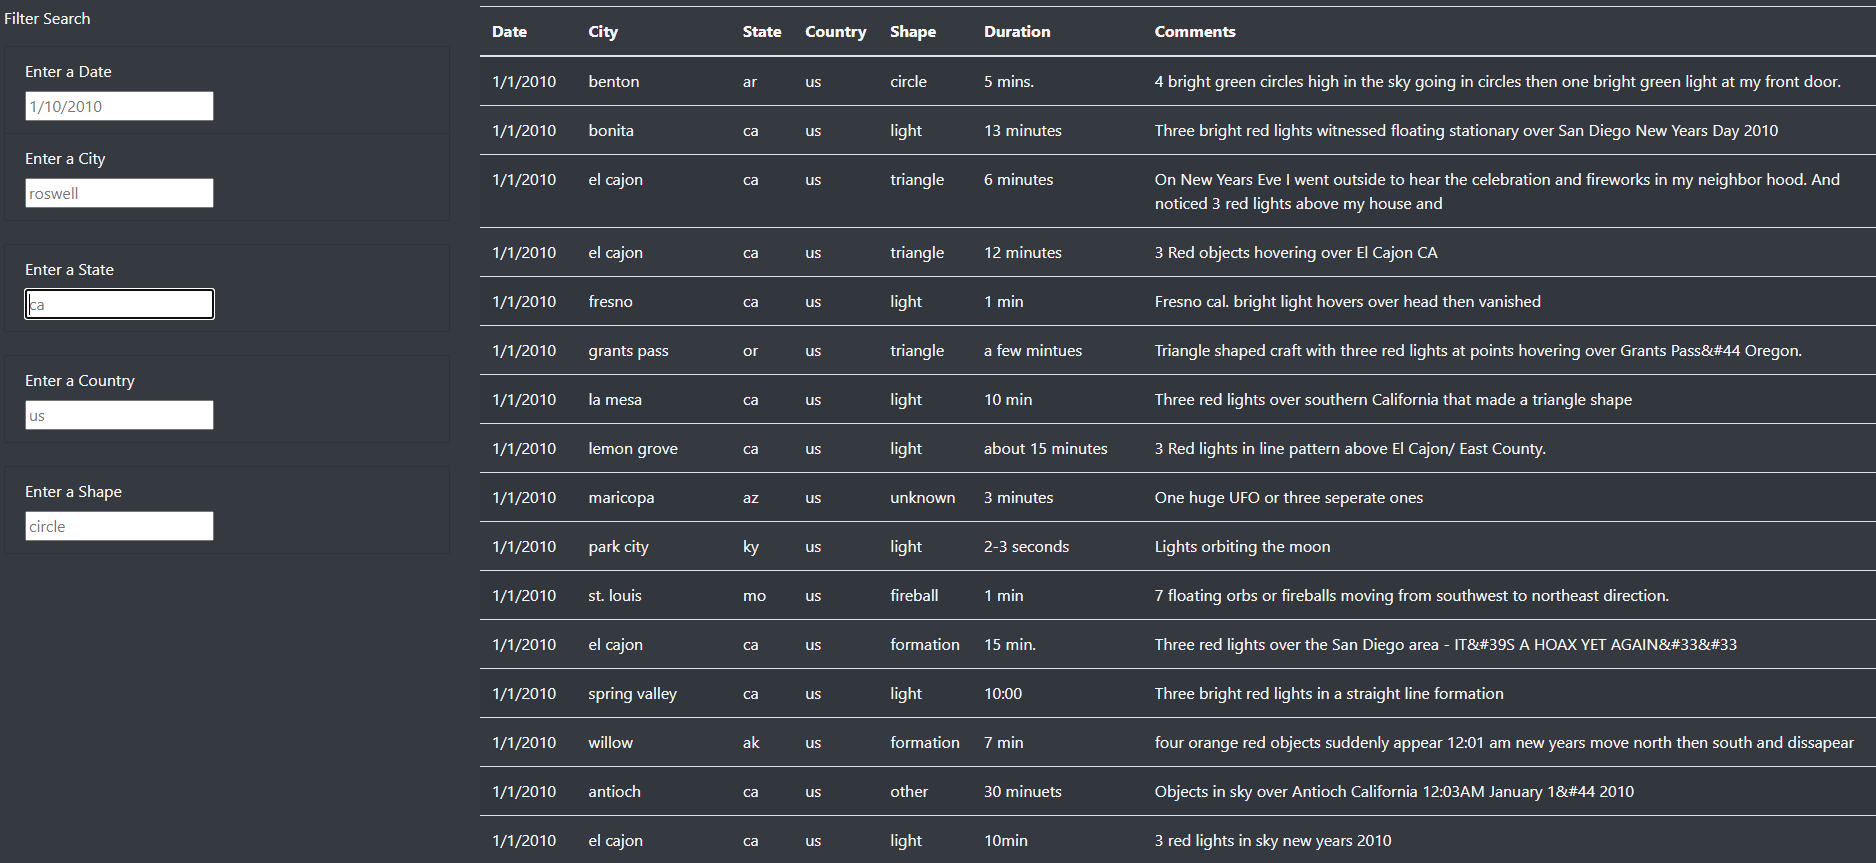 Filter Search
Enter a Date
1/10/2010
Enter a City
roswell
Enter a State
ca
Enter a Country
us
Enter a Shape
circle
Date City State Country Shape Duration Comments
1/1/2010 benton ar us circle 5 mins. 4 bright green circles high in the sky going in circles then one bright green light at my front door.
1/1/2010 bonita ca us light 13 minutes Three bright red lights witnessed floating stationary over San Diego New Years Day 2010
1/1/2010 el cajon ca us triangle 6 minutes On New Years Eve I went outside to hear the celebration and fireworks in my neighbor hood. And
noticed 3 red lights above my house and
1/1/2010 el cajon ca us triangle 12 minutes 3 Red objects hovering over El Cajon CA
1/1/2010 fresno ca us light 1 min Fresno cal. bright light hovers over head then vanished
1/1/2010 grants pass or us triangle a few mintues Triangle shaped craft with three red lights at points hovering over Grants Pass&#44 Oregon.
1/1/2010 la mesa ca us light 10 min Three red lights over southern California that made a triangle shape
1/1/2010 lemon grove ca us light about 15 minutes 3 Red lights in line pattern above El Cajon/ East County.
1/1/2010 maricopa az us unknown 3 minutes One huge UFO or three seperate ones
1/1/2010 park city ky us light 2-3 seconds Lights orbiting the moon
1/1/2010 st. louis mo us fireball 1 min 7 floating orbs or fireballs moving from southwest to northeast direction.
1/1/2010 el cajon ca us formation 15 min. Three red lights over the San Diego area - IT&#39S A HOAX YET AGAIN&#33&#33
1/1/2010 spring valley ca us light 10:00 Three bright red lights in a straight line formation
1/1/2010 willow ak us formation 7 min four orange red objects suddenly appear 12:01 am new years move north then south and dissapear
1/1/2010 antioch ca us other 30 minuets Objects in sky over Antioch California 12:03AM January 1&#44 2010
1/1/2010 el cajon ca us light 10min 3 red lights in sky new years 2010